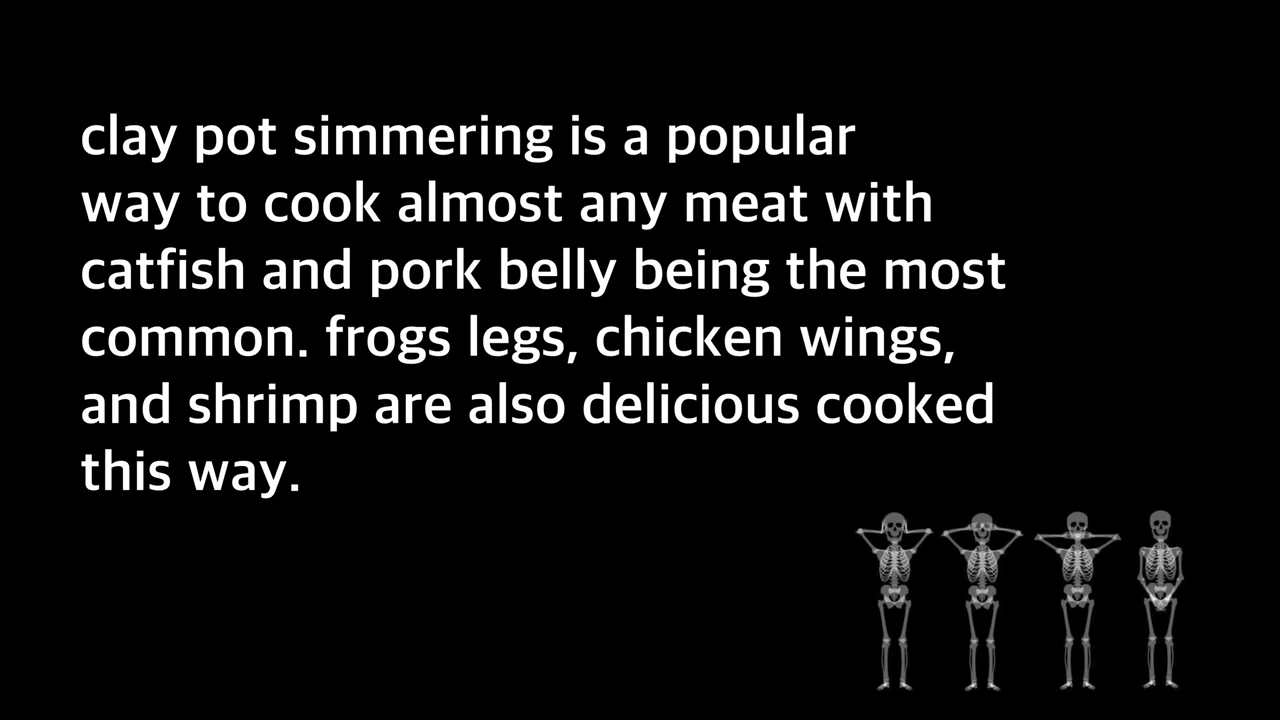 clay pot simmering is a popular
way to cook almost any meat with
catfish and pork belly being the most
common. frogs legs, chicken wings,
and shrimp are also delicious cooked
this way.